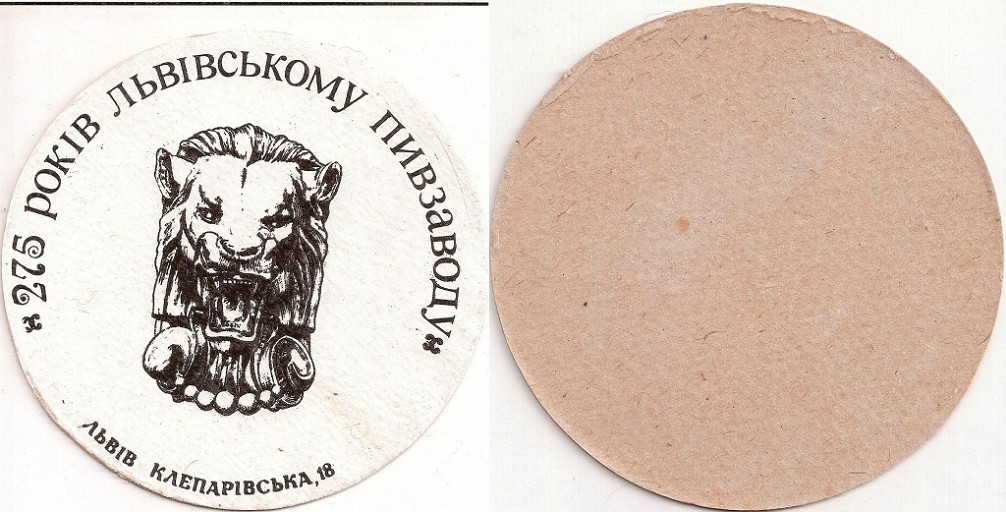 *275 РОКІВ ЛЬВІВСЬКОМУ ПИВЗАВОДУ*
ЛЬВІВ КЛЕПАРІВСЬКА, 18